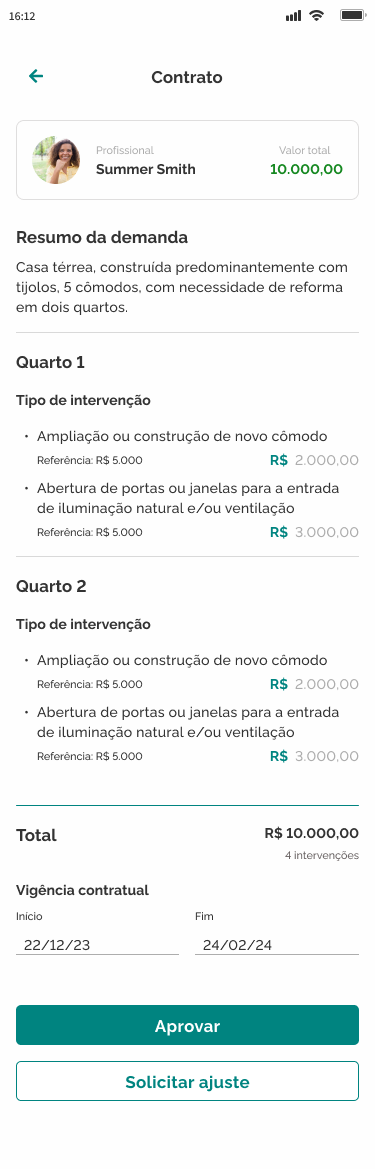 16:12
Contrato
Profissional
Valor total
Summer Smith
10.000,00
Resumo da demanda
Casa térrea, construída predominantemente com
tijolos, 5 cômodos, com necessidade de reforma
em dois quartos.
Quarto 1
Tipo de intervenção
• Ampliação ou construção de novo cômodo
Referência: R$ 5.000 R$ 2.000,00
• Abertura de portas ou janelas para a entrada
de iluminação natural e/ou ventilação
Referência: R$ 5.000 R$ 3.000,00
Quarto 2
Tipo de intervenção
• Ampliação ou construção de novo cômodo
Referência: R$ 5.000 R$ 2.000,00
• Abertura de portas ou janelas para a entrada
de iluminação natural e/ou ventilação
Referência: R$ 5.000 R$ 3.000,00
Total R$ 10.000,00
4 intervenções
Vigência contratual
Início Fim
22/12/23 24/02/24
Aprovar
Solicitar ajuste